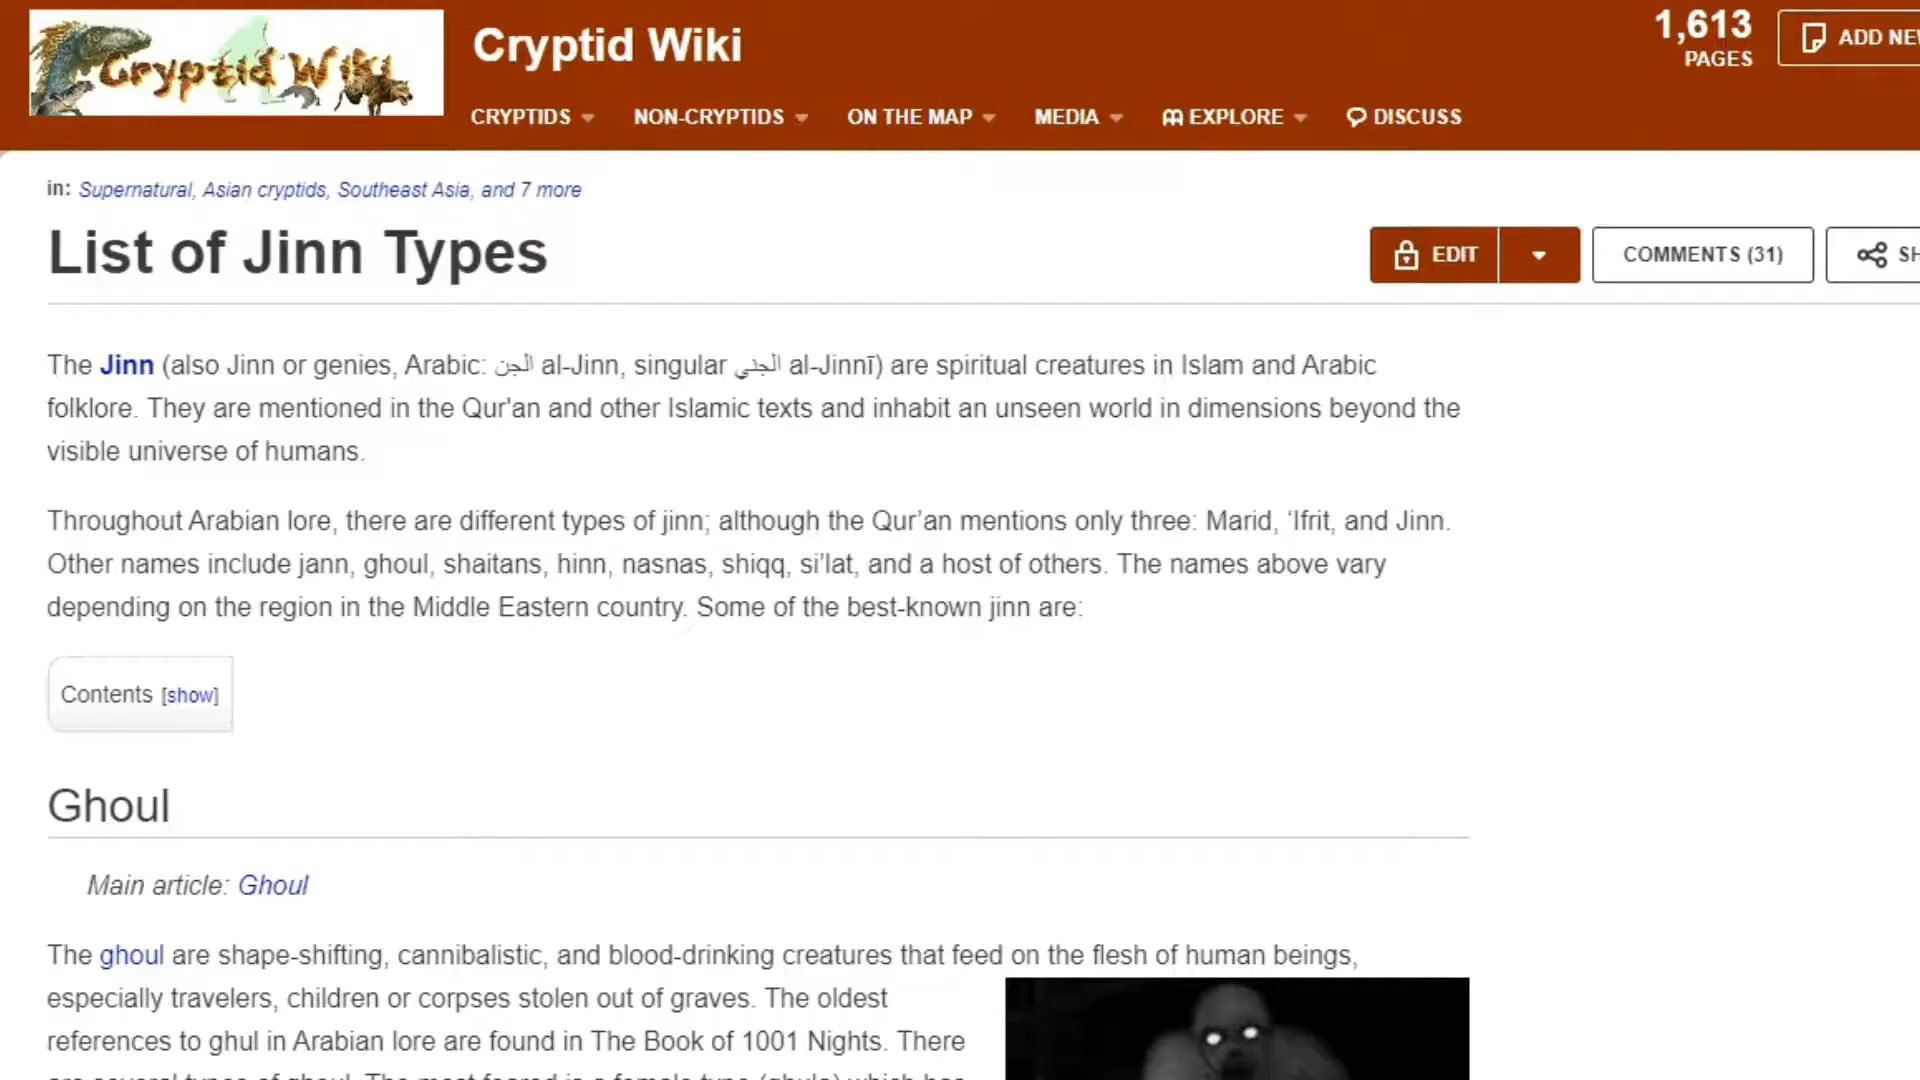 Cryptid Wiki
Cryptid Wiki
1,613
PAGES
ADD NEW
CRYPTIDS
NON-CRYPTIDS
ON THE MAP
MEDIA
EXPLORE
DISCUSS
in: Supernatural, Asian cryptids, Southeast Asia, and 7 more
List of Jinn Types
EDIT
COMMENTS (31)
The Jinn (also Jinn or genies, Arabic: الجن al-Jinn, singular الجني al-Jinnī) are spiritual creatures in Islam and Arabic
folklore. They are mentioned in the Qur'an and other Islamic texts and inhabit an unseen world in dimensions beyond the
visible universe of humans.
Throughout Arabian lore, there are different types of jinn; although the Qur’an mentions only three: Marid, ‘Ifrit, and Jinn.
Other names include jann, ghoul, shaitans, hinn, nasnas, shiqq, si’lat, and a host of others. The names above vary
depending on the region in the Middle Eastern country. Some of the best-known jinn are:
Contents [show]
Ghoul
Main article: Ghoul
The ghoul are shape-shifting, cannibalistic, and blood-drinking creatures that feed on the flesh of human beings,
especially travelers, children or corpses stolen out of graves. The oldest
references to ghul in Arabian lore are found in The Book of 1001 Nights. There